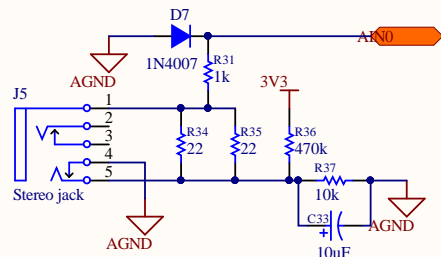 D7
AIN0
1N4007
AGND
R31
1k
3V3
J5
1
2
3
4
5
R34
22
R35
22
R36
470k
R37
10k
Stereo jack
C33
+
10uF
AGND
AGND